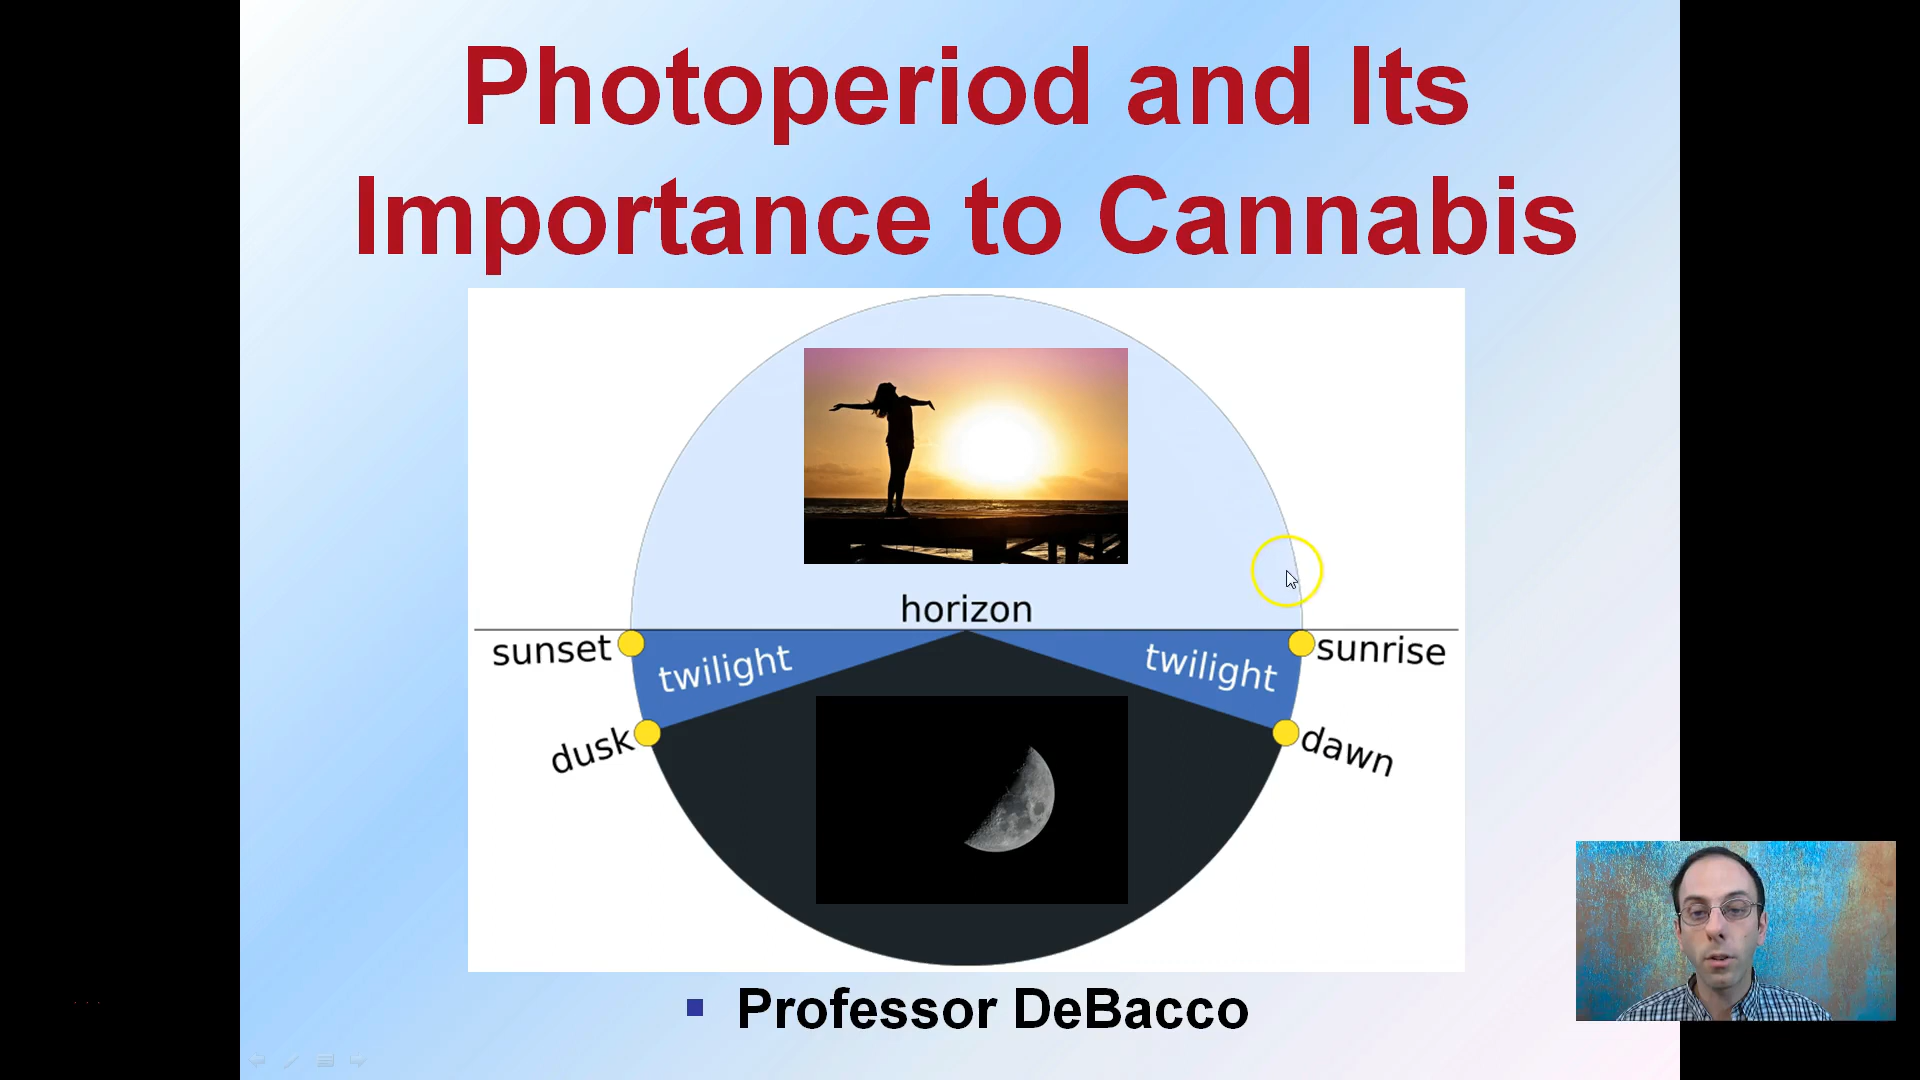 Photoperiod and Its
Importance to Cannabis
horizon
sunset
twilight
twilight
sunrise
dusk
dawn
Professor DeBacco